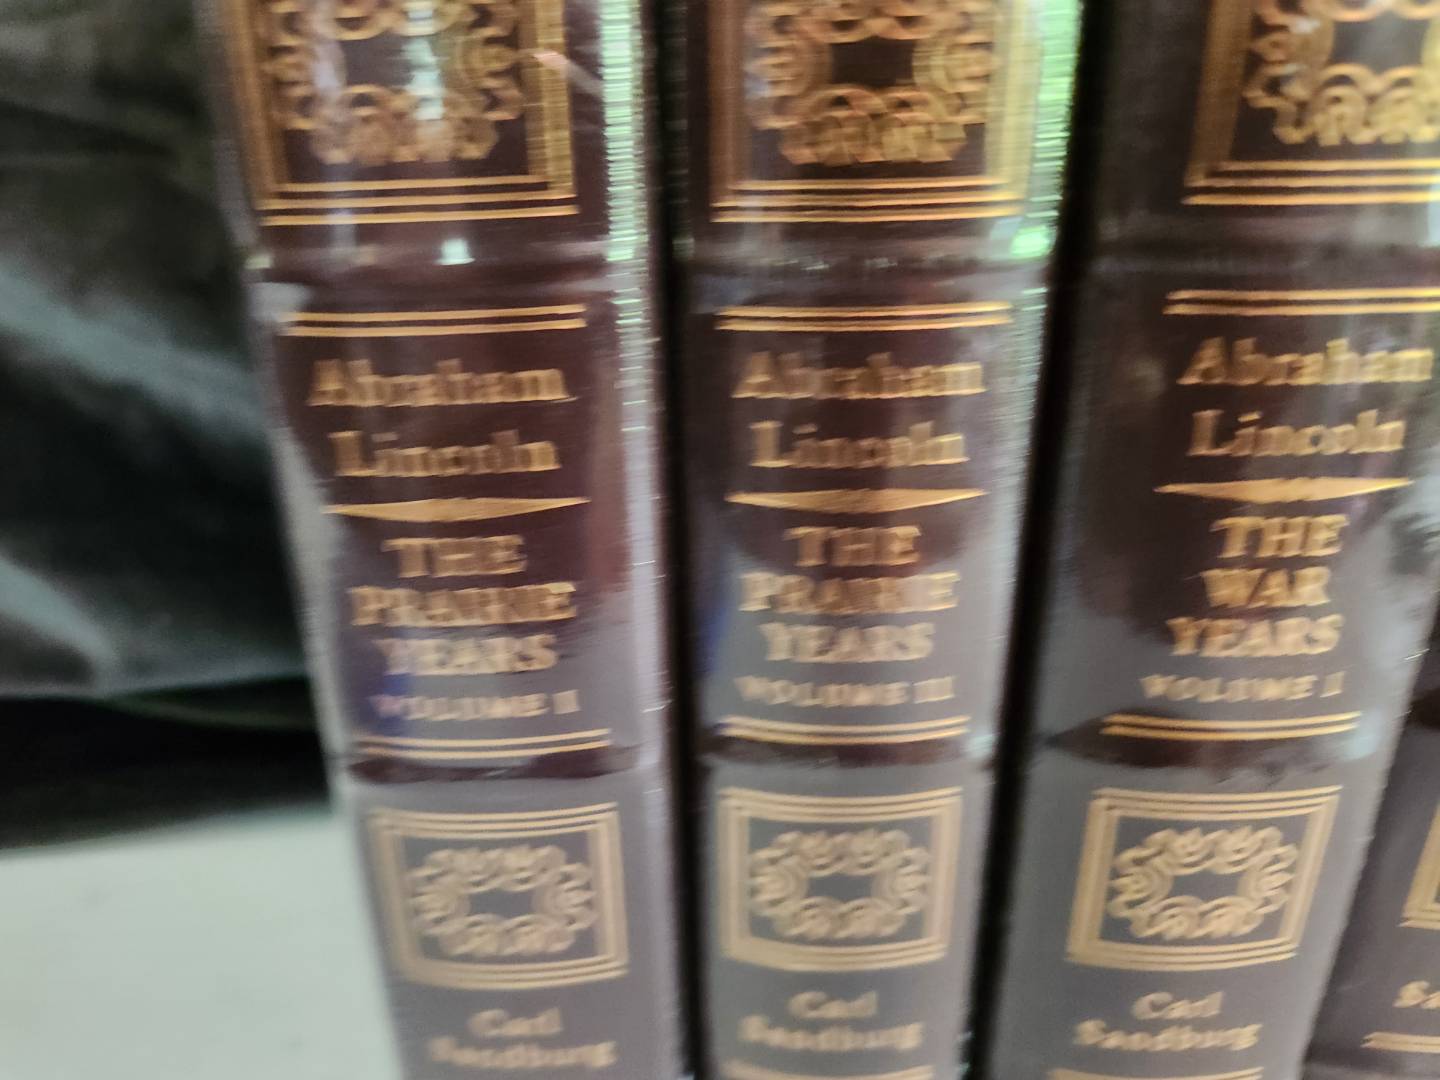 Abraham
Lincoln
THE
PRAIRIE
YEARS
VOLUME I
Carl
Sandburg
Abraham
Lincoln
THE
PRAIRIE
YEARS
VOLUME II
Carl
Sandburg
Abraham
Lincoln
THE
WAR
YEARS
VOLUME I
Carl
Sandburg